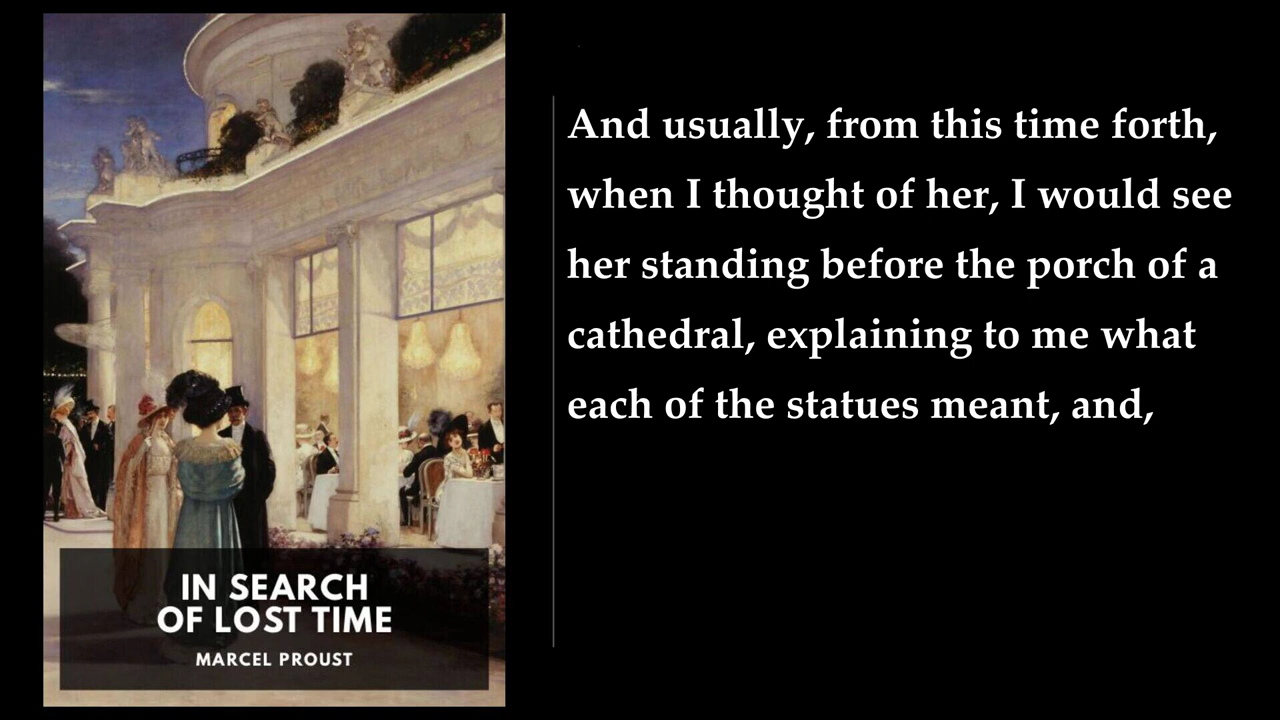 IN SEARCH
OF LOST TIME
MARCEL PROUST
And usually, from this time forth,
when I thought of her, I would see
her standing before the porch of a
cathedral, explaining to me what
each of the statues meant, and,